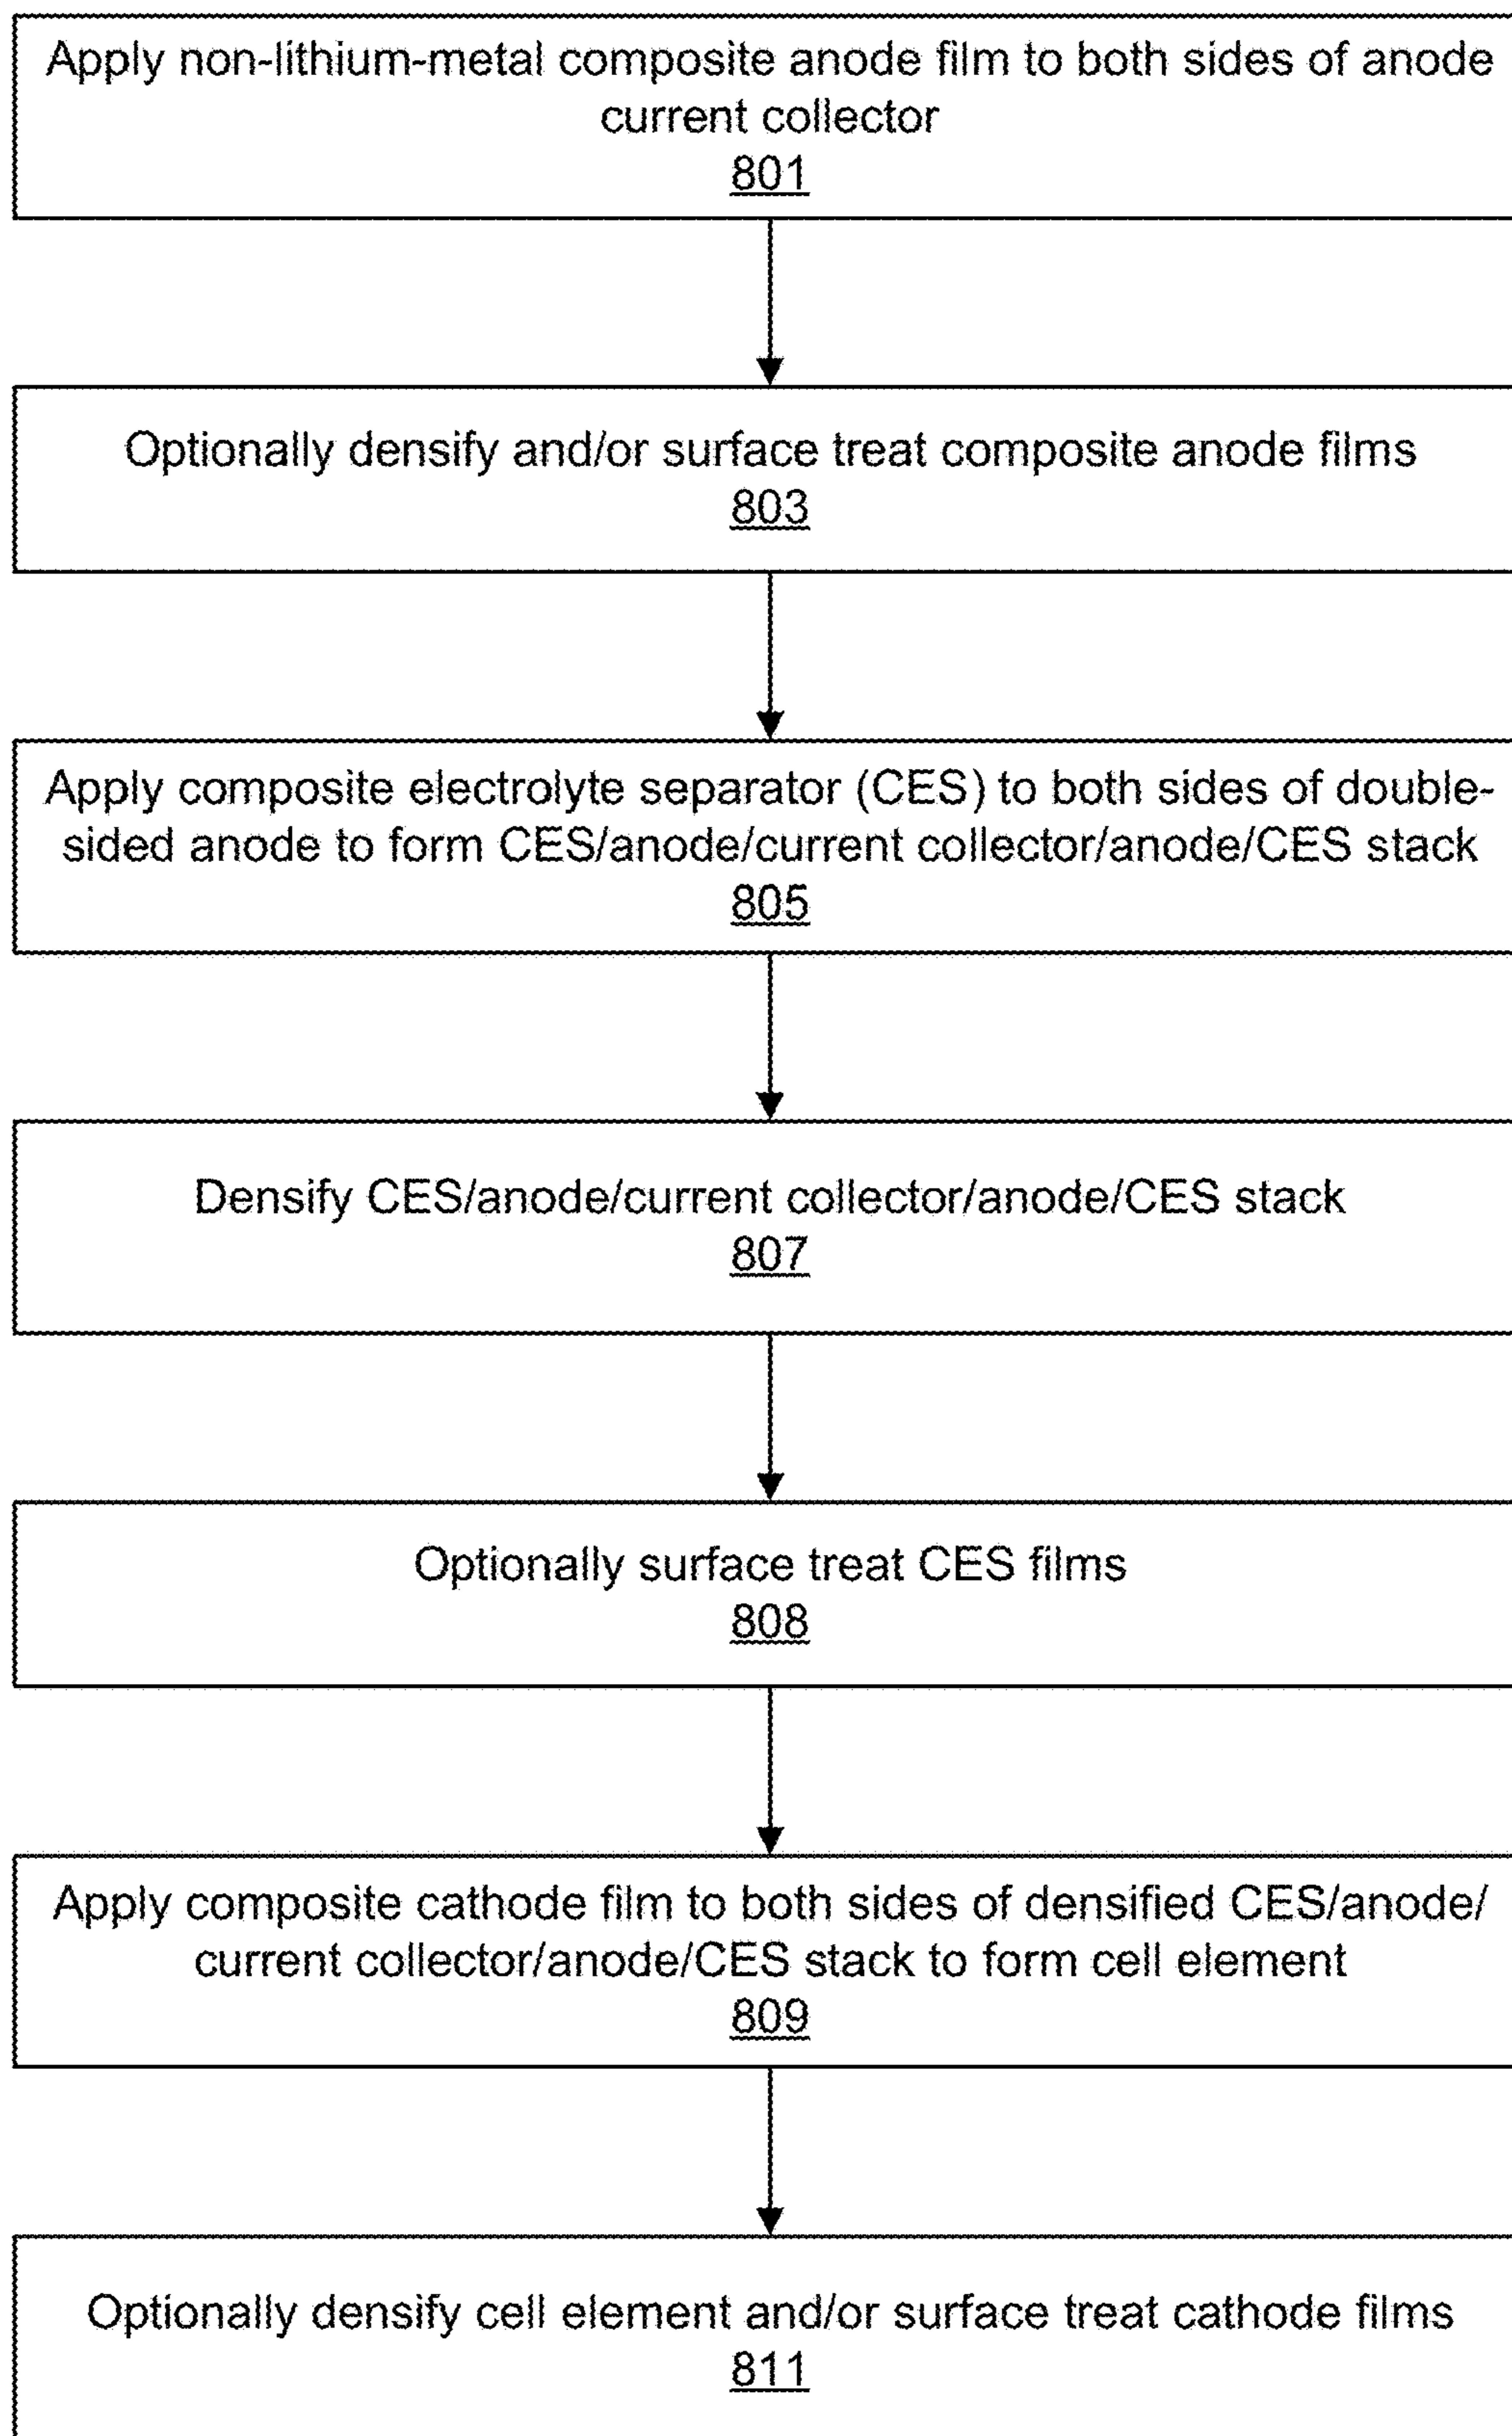 Apply non-lithium-metal composite anode film to both sides of anode
current collector
801
Optionally densify and/or surface treat composite anode films
803
Apply composite electrolyte separator (CES) to both sides of double-
sided anode to form CES/anode/current collector/anode/CES stack
805
Densify CES/anode/current collector/anode/CES stack
807
Optionally surface treat CES films
808
Apply composite cathode film to both sides of densified CES/anode/
current collector/anode/CES stack to form cell element
809
Optionally densify cell element and/or surface treat cathode films
811